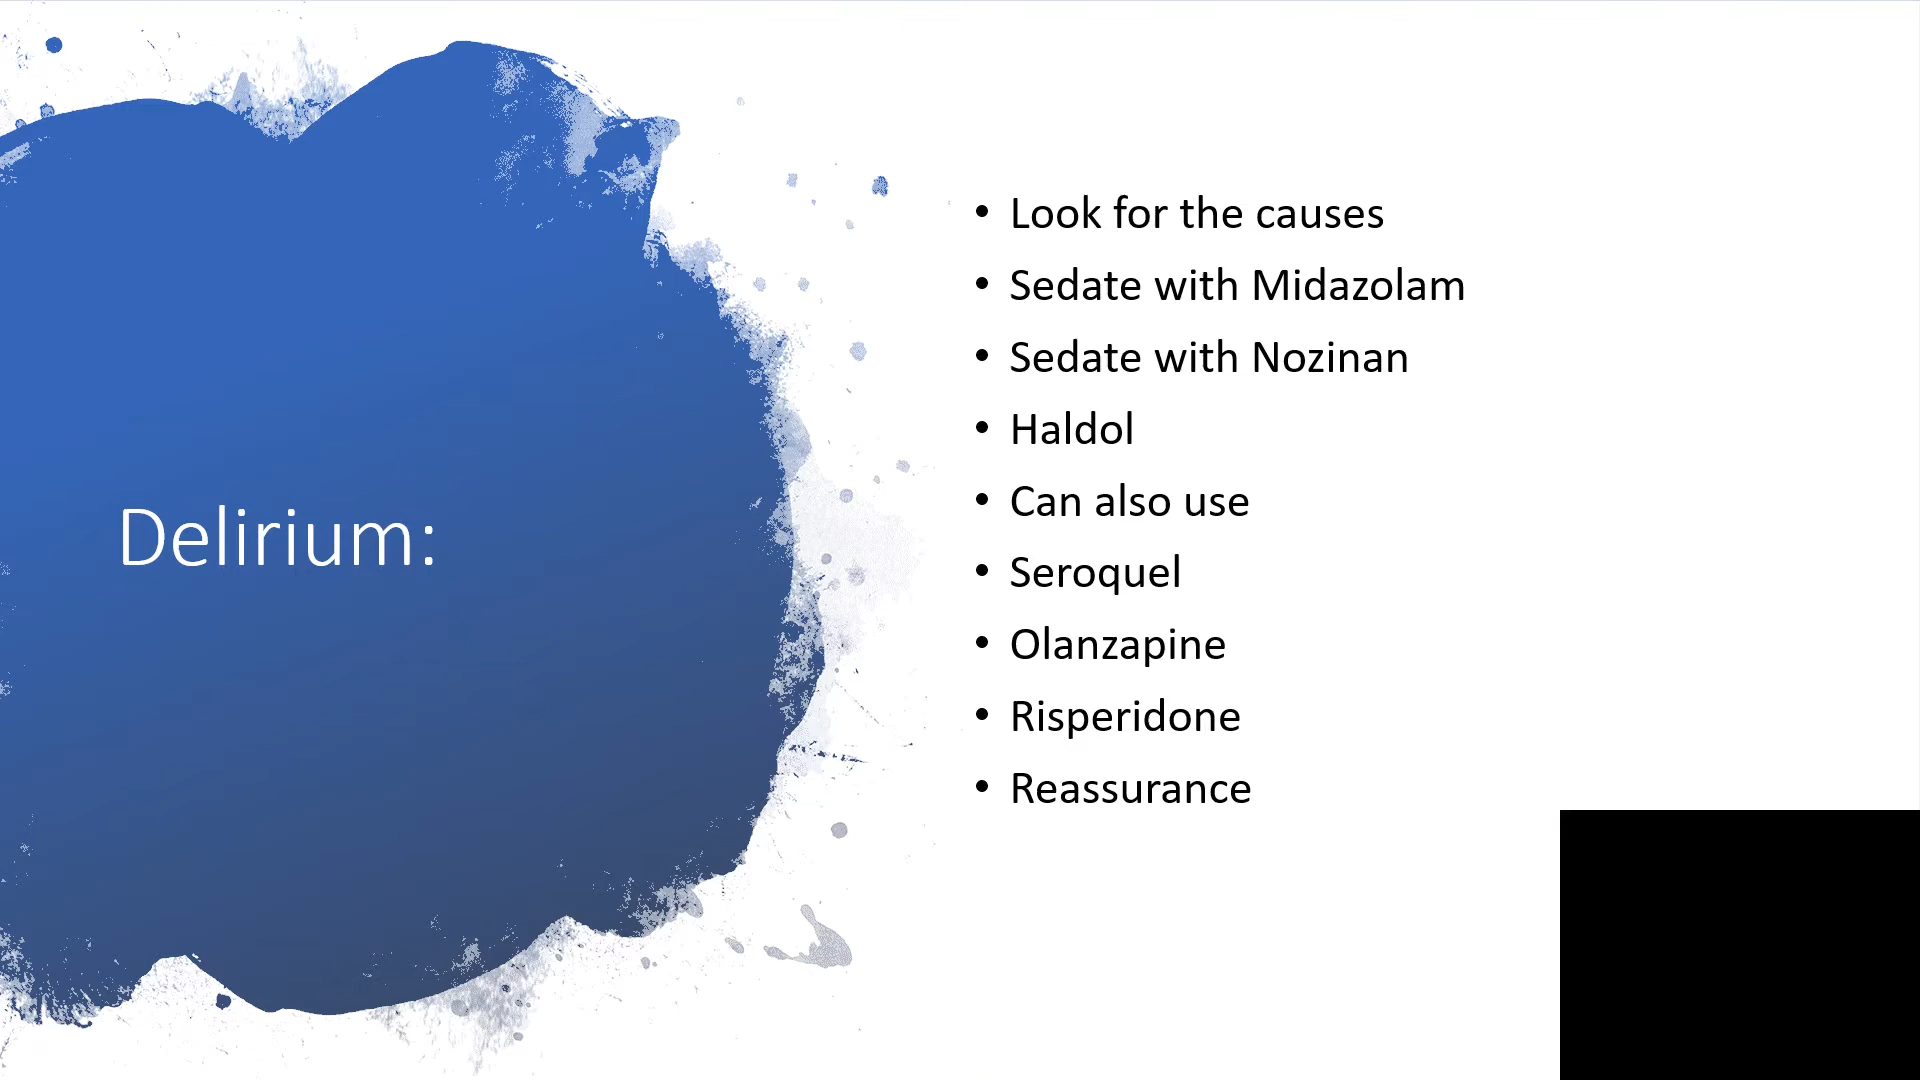 Delirium:
• Look for the causes
• Sedate with Midazolam
• Sedate with Nozinan
• Haldol
• Can also use
• Seroquel
• Olanzapine
• Risperidone
• Reassurance